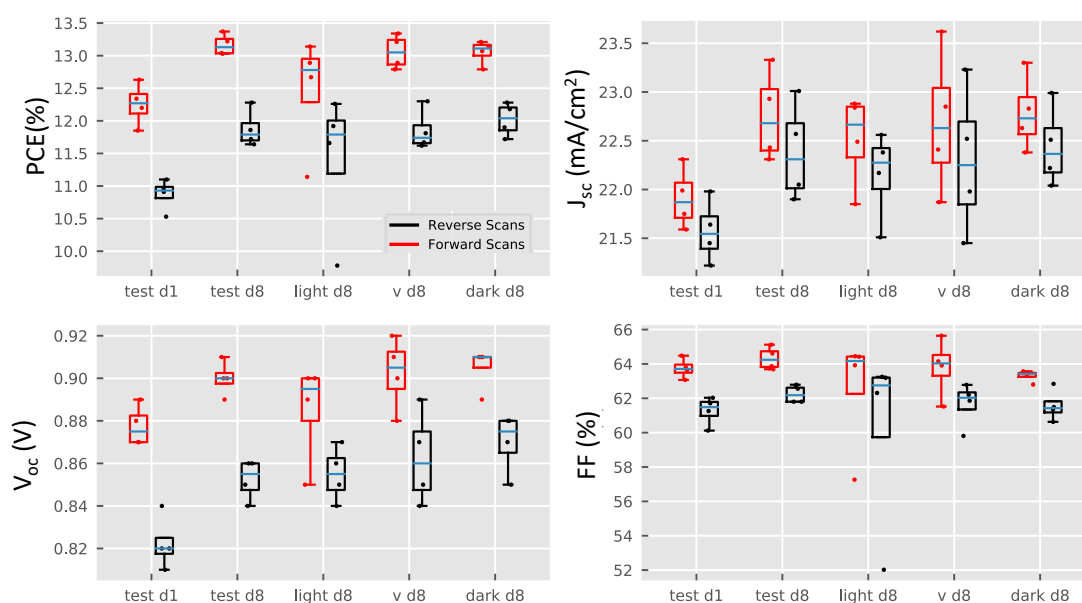 PCE(%)
13.5
13.0
12.5
12.0
11.5
11.0
10.5
10.0
Reverse Scans
Forward Scans
test d1 test d8 light d8 v d8 dark d8
J_sc (mA/cm²)
23.5
23.0
22.5
22.0
21.5
test d1 test d8 light d8 v d8 dark d8
V_oc (V)
0.92
0.90
0.88
0.86
0.84
0.82
test d1 test d8 light d8 v d8 dark d8
FF (%)
66
64
62
60
58
56
54
52
test d1 test d8 light d8 v d8 dark d8